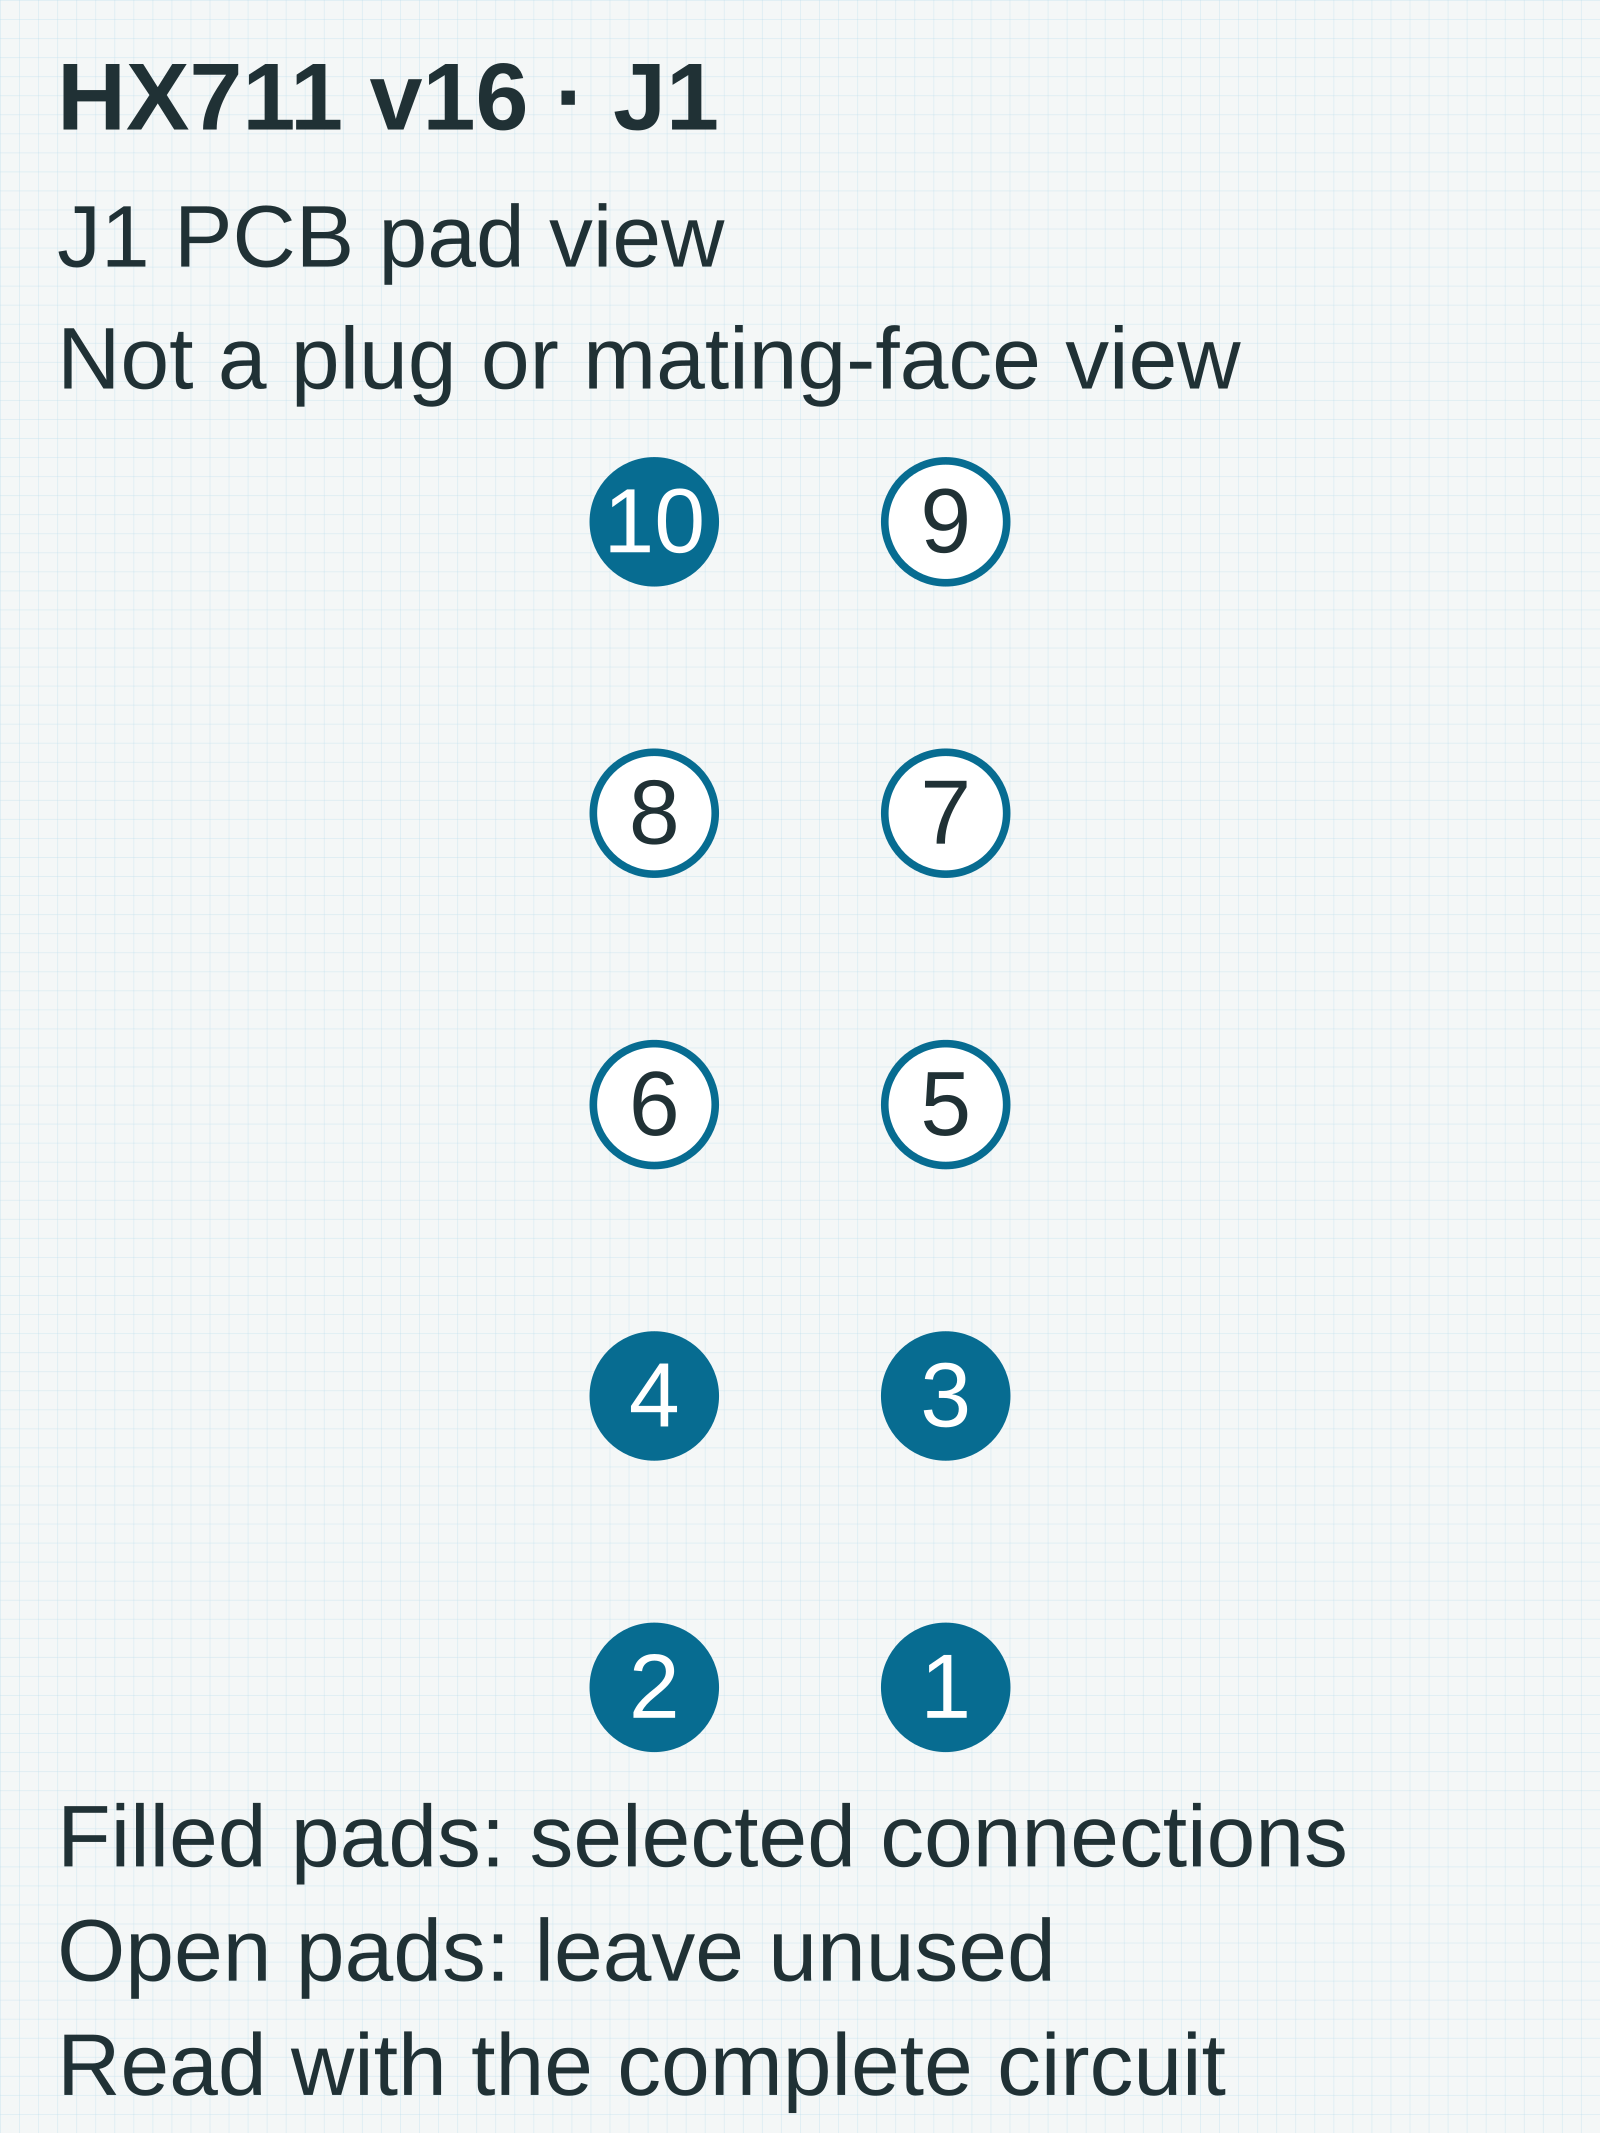 HX711 v16 · J1
J1 PCB pad view
Not a plug or mating-face view
10 9
8 7
6 5
4 3
2 1
Filled pads: selected connections
Open pads: leave unused
Read with the complete circuit